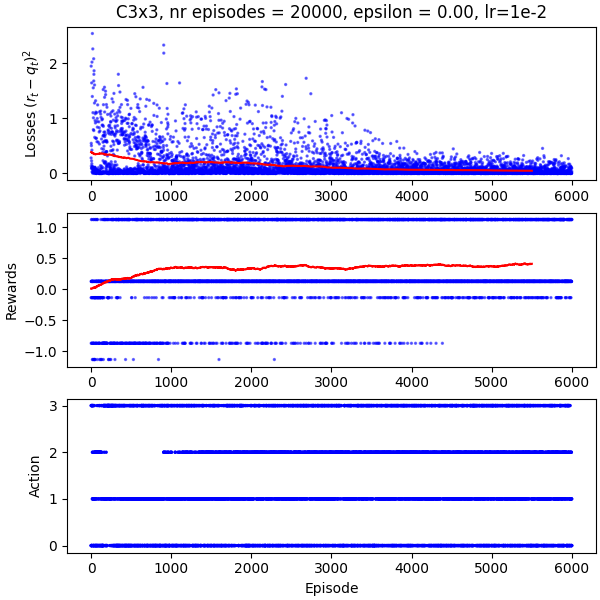 C3x3, nr episodes = 20000, epsilon = 0.00, lr=1e-2
Losses $(r_t - q_t)^2$
2
1
0
0 1000 2000 3000 4000 5000 6000
Rewards
1.0
0.5
0.0
−0.5
−1.0
0 1000 2000 3000 4000 5000 6000
Action
3
2
1
0
0 1000 2000 3000 4000 5000 6000
Episode